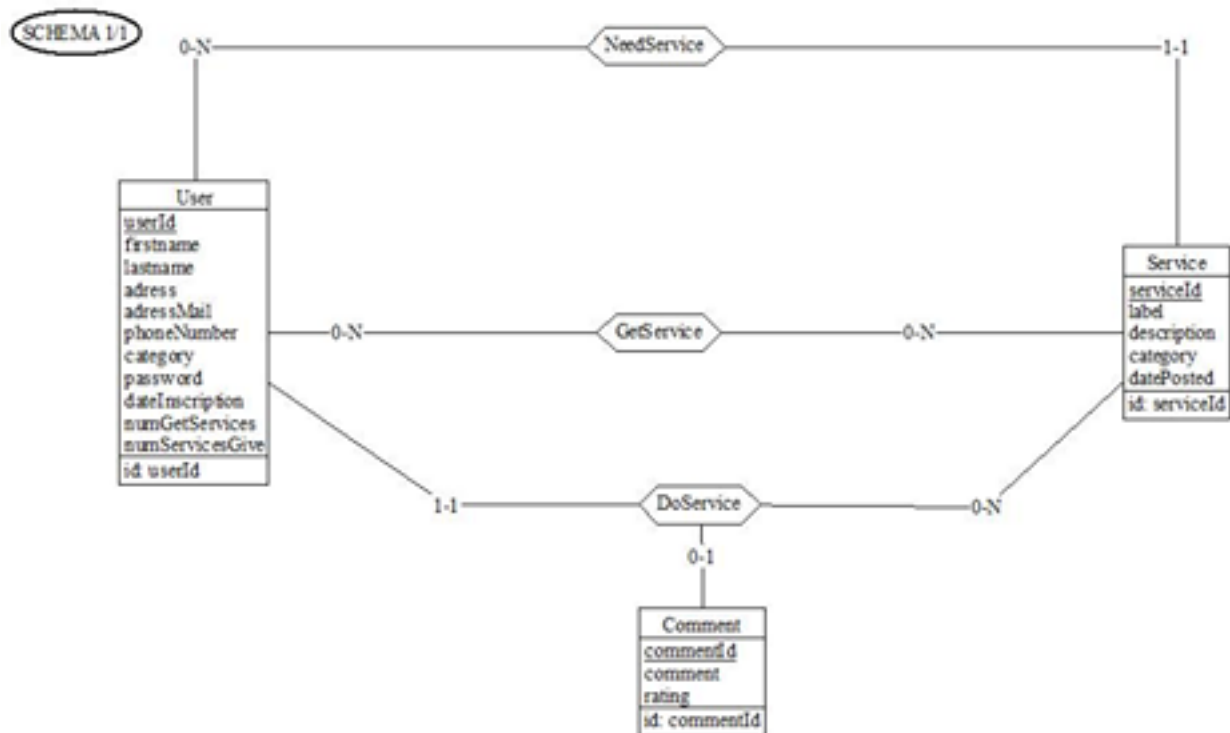 SCHEMA 1/1
0-N
NeedService
1-1
User
userId
firstname
lastname
adress
adressMail
phoneNumber
category
password
dateInscription
numGetServices
numServicesGive
id: userId
0-N
GetService
0-N
Service
serviceId
label
description
category
datePosted
id: serviceId
1-1
DoService
0-N
0-1
Comment
commentId
comment
rating
id: commentId